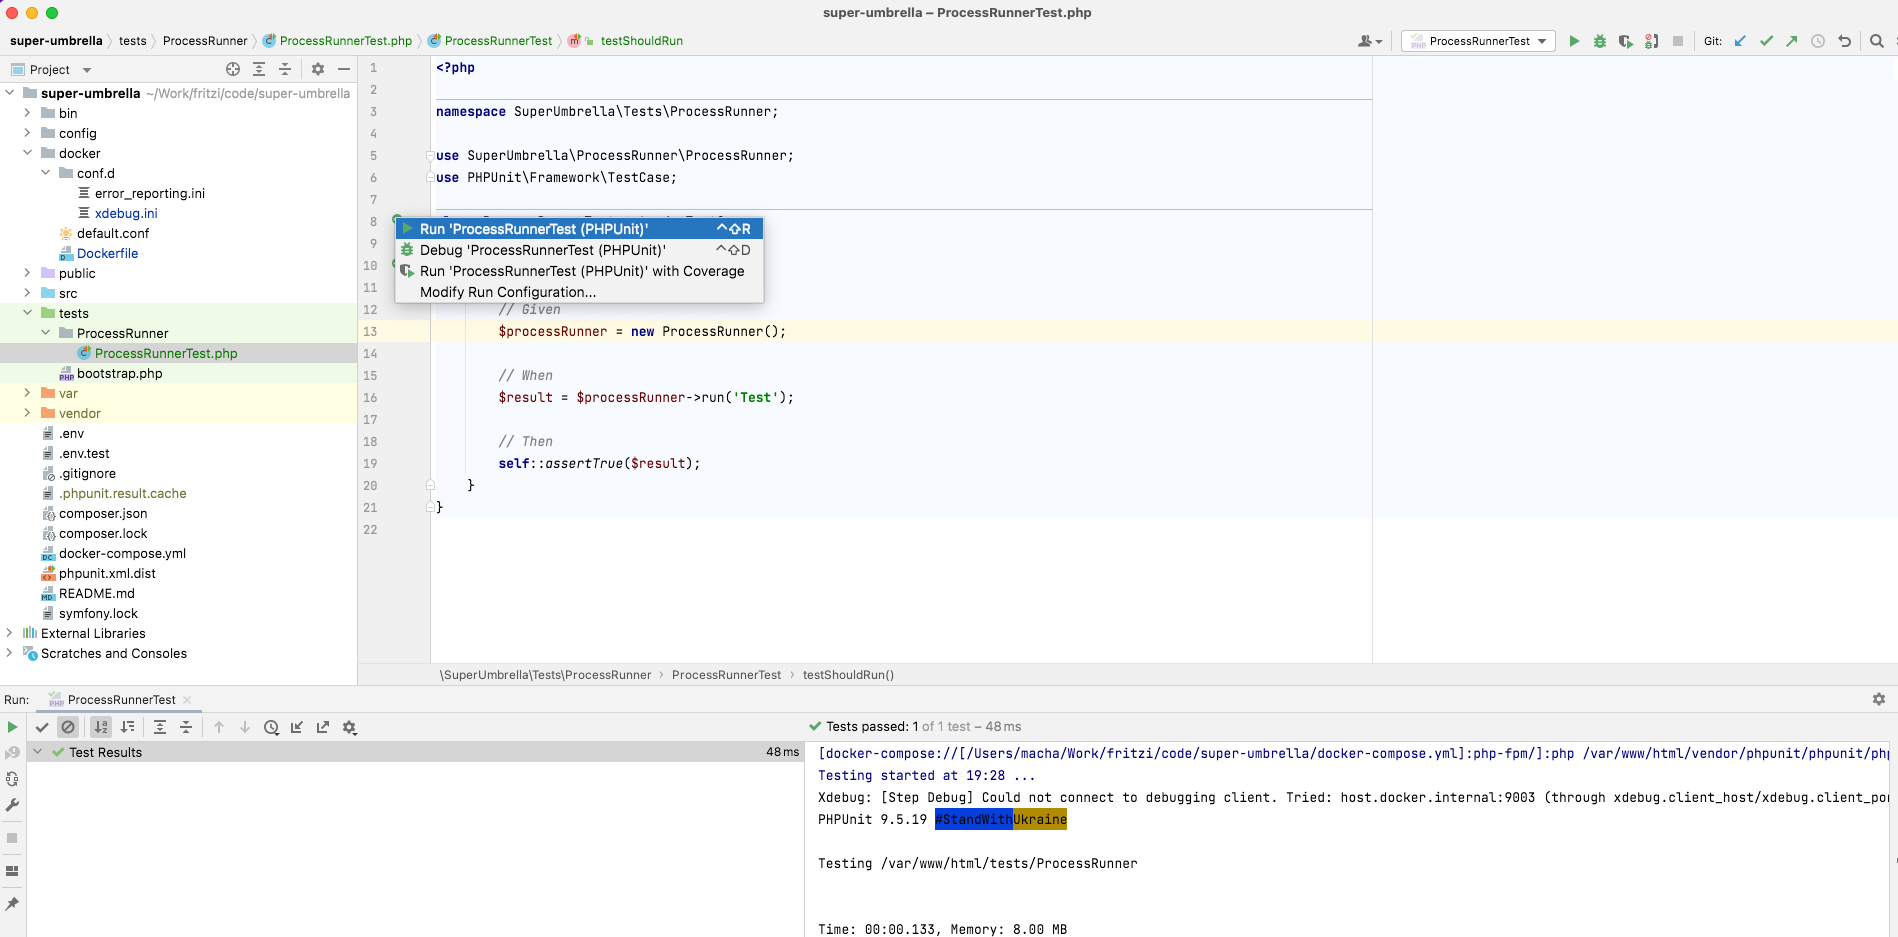 super-umbrella – ProcessRunnerTest.php
super-umbrella tests ProcessRunner ProcessRunnerTest.php ProcessRunnerTest testShouldRun
ProcessRunnerTest Git:
Project
super-umbrella ~/Work/fritzi/code/super-umbrella
bin
config
docker
conf.d
error_reporting.ini
xdebug.ini
default.conf
Dockerfile
public
src
tests
ProcessRunner
ProcessRunnerTest.php
bootstrap.php
var
vendor
.env
.env.test
.gitignore
.phpunit.result.cache
composer.json
composer.lock
docker-compose.yml
phpunit.xml.dist
README.md
symfony.lock
External Libraries
Scratches and Consoles
1 <?php
2
3 namespace SuperUmbrella\Tests\ProcessRunner;
4
5 use SuperUmbrella\ProcessRunner\ProcessRunner;
6 use PHPUnit\Framework\TestCase;
7
8
9
10
11
12 // Given
13 $processRunner = new ProcessRunner();
14
15 // When
16 $result = $processRunner->run('Test');
17
18 // Then
19 self::assertTrue($result);
20 }
21 }
22
Run 'ProcessRunnerTest (PHPUnit)' ^⇧R
Debug 'ProcessRunnerTest (PHPUnit)' ^⇧D
Run 'ProcessRunnerTest (PHPUnit)' with Coverage
Modify Run Configuration...
\SuperUmbrella\Tests\ProcessRunner › ProcessRunnerTest › testShouldRun()
Run: ProcessRunnerTest
Tests passed: 1 of 1 test – 48 ms
Test Results 48 ms
[docker-compose://[/Users/macha/Work/fritzi/code/super-umbrella/docker-compose.yml]:php-fpm/]:php /var/www/html/vendor/phpunit/phpunit/php
Testing started at 19:28 ...
Xdebug: [Step Debug] Could not connect to debugging client. Tried: host.docker.internal:9003 (through xdebug.client_host/xdebug.client_po
PHPUnit 9.5.19 #StandWithUkraine
Testing /var/www/html/tests/ProcessRunner
Time: 00:00.133, Memory: 8.00 MB